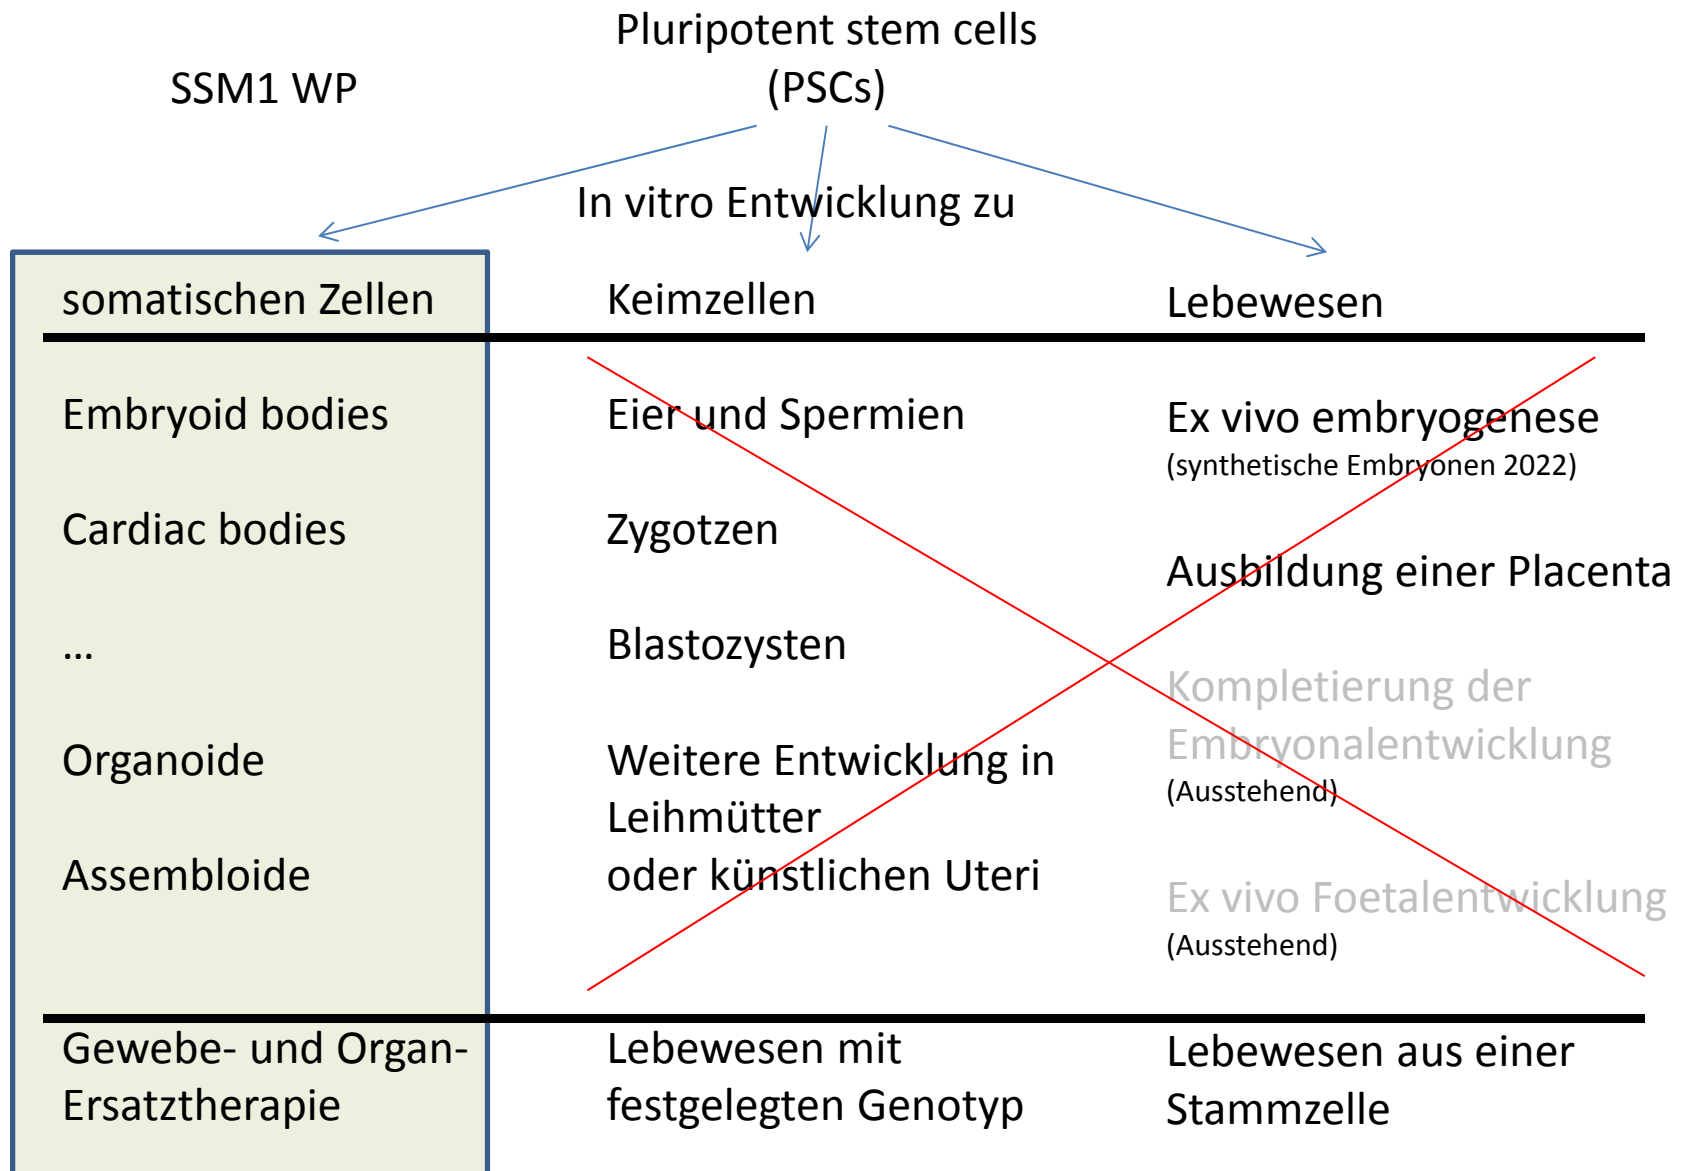 Pluripotent stem cells
(PSCs)
SSM1 WP
In vitro Entwicklung zu
somatischen Zellen
Embryoid bodies
Cardiac bodies
...
Organoide
Assembloide
Gewebe- und Organ-
Ersatztherapie
Keimzellen
Eier und Spermien
Zygotzen
Blastozysten
Weitere Entwicklung in
Leihmütter
oder künstlichen Uteri
Lebewesen mit
festgelegten Genotyp
Lebewesen
Ex vivo embryogenese
(synthetische Embryonen 2022)
Ausbildung einer Placenta
Kompletierung der
Embryonalentwicklung
(Ausstehend)
Ex vivo Foetalentwicklung
(Ausstehend)
Lebewesen aus einer
Stammzelle